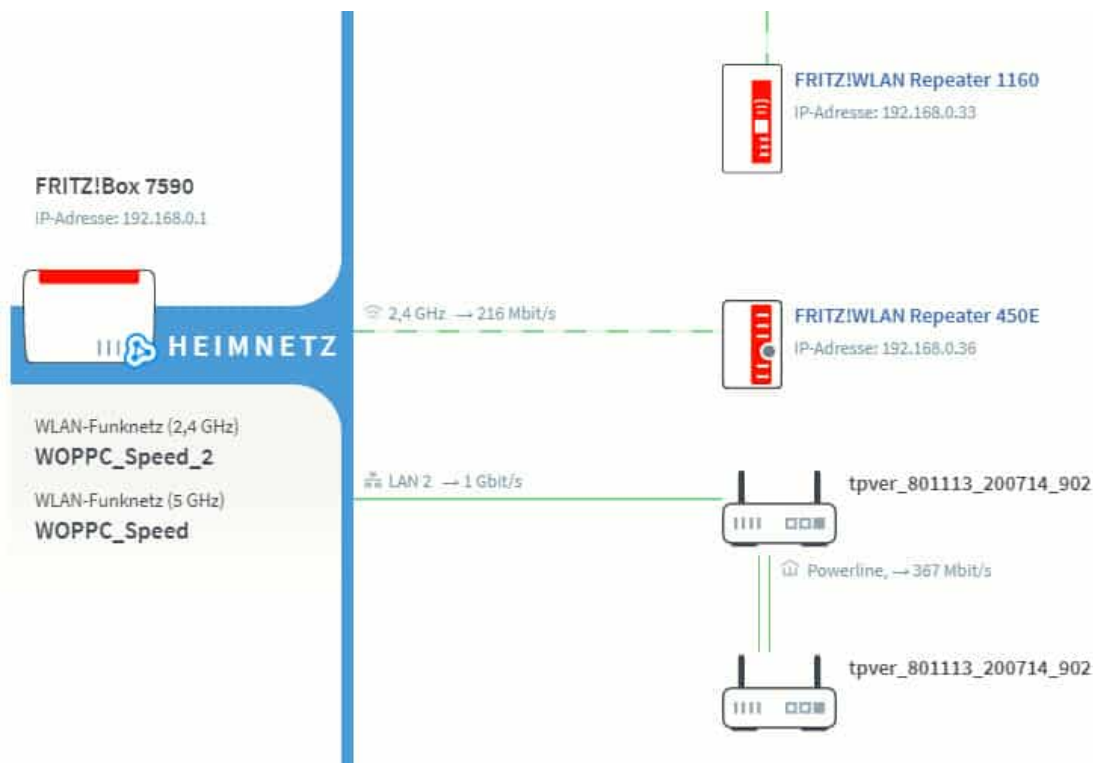 FRITZ!WLAN Repeater 1160
IP-Adresse: 192.168.0.33
FRITZ!Box 7590
IP-Adresse: 192.168.0.1
2,4 GHz → 216 Mbit/s
FRITZ!WLAN Repeater 450E
IP-Adresse: 192.168.0.36
HEIMNETZ
WLAN-Funknetz (2,4 GHz)
WOPPC_Speed_2
WLAN-Funknetz (5 GHz)
WOPPC_Speed
LAN 2 → 1 Gbit/s
tpver_801113_200714_902
Powerline, → 367 Mbit/s
tpver_801113_200714_902